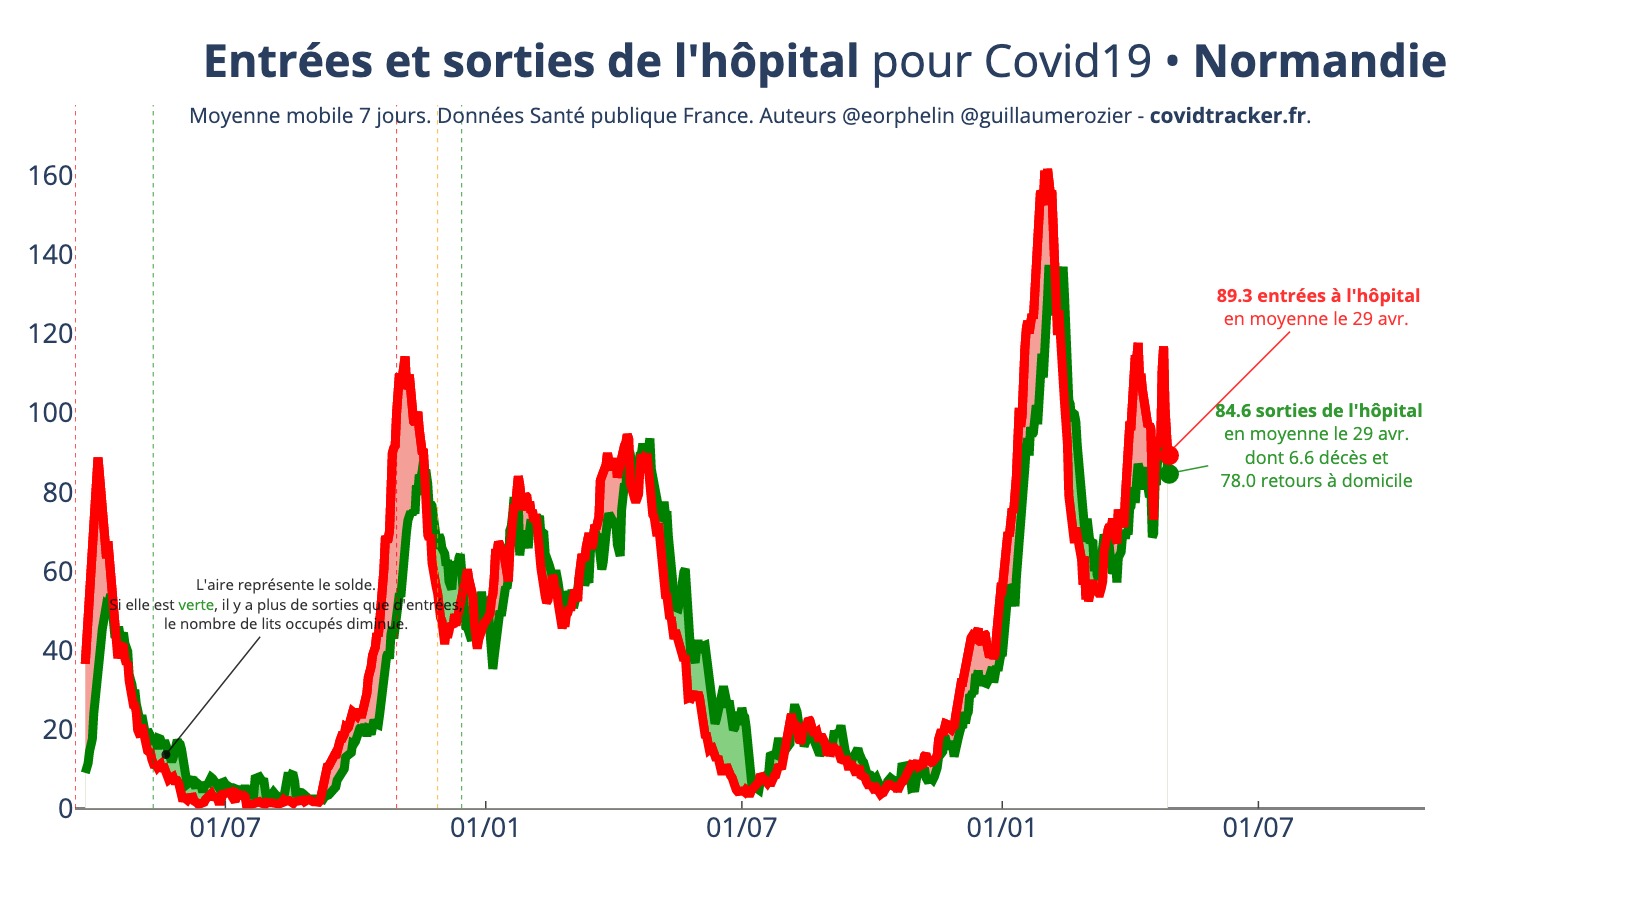 Entrées et sorties de l'hôpital pour Covid19 • Normandie
Moyenne mobile 7 jours. Données Santé publique France. Auteurs @eorphelin @guillaumerozier - covidtracker.fr.
160
140
120
100
80
60
40
20
0
89.3 entrées à l'hôpital
en moyenne le 29 avr.
84.6 sorties de l'hôpital
en moyenne le 29 avr.
dont 6.6 décès et
78.0 retours à domicile
L'aire représente le solde.
Si elle est verte, il y a plus de sorties que d'entrées,
le nombre de lits occupés diminue.
01/07
01/01
01/07
01/01
01/07